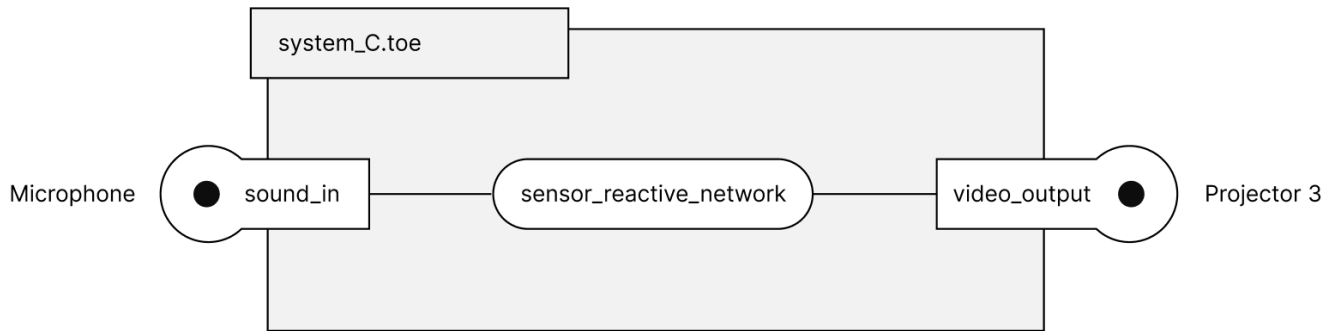 system_C.toe
Microphone
sound_in
sensor_reactive_network
video_output
Projector 3